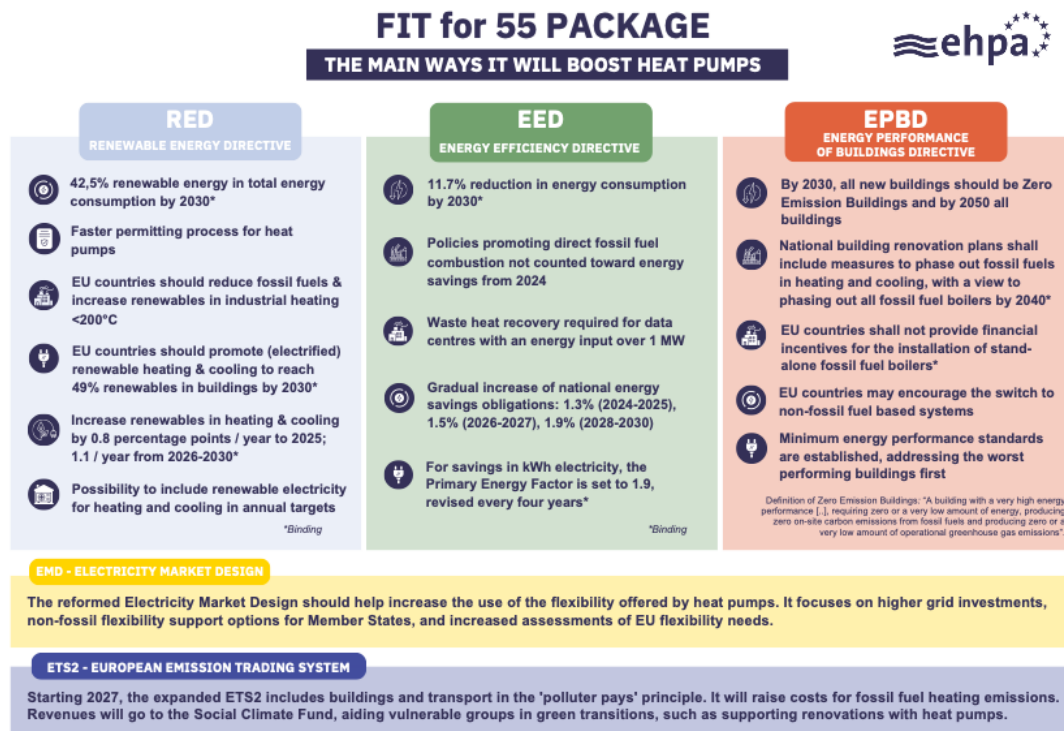 FIT for 55 PACKAGE
THE MAIN WAYS IT WILL BOOST HEAT PUMPS
ehpa
RED
RENEWABLE ENERGY DIRECTIVE
42,5% renewable energy in total energy
consumption by 2030*
Faster permitting process for heat
pumps
EU countries should reduce fossil fuels &
increase renewables in industrial heating
<200°C
EU countries should promote (electrified)
renewable heating & cooling to reach
49% renewables in buildings by 2030*
Increase renewables in heating & cooling
by 0.8 percentage points / year to 2025;
1.1 / year from 2026-2030*
Possibility to include renewable electricity
for heating and cooling in annual targets
*Binding
EED
ENERGY EFFICIENCY DIRECTIVE
11.7% reduction in energy consumption
by 2030*
Policies promoting direct fossil fuel
combustion not counted toward energy
savings from 2024
Waste heat recovery required for data
centres with an energy input over 1 MW
Gradual increase of national energy
savings obligations: 1.3% (2024-2025),
1.5% (2026-2027), 1.9% (2028-2030)
For savings in kWh electricity, the
Primary Energy Factor is set to 1.9,
revised every four years*
*Binding
EPBD
ENERGY PERFORMANCE
OF BUILDINGS DIRECTIVE
By 2030, all new buildings should be Zero
Emission Buildings and by 2050 all
buildings
National building renovation plans shall
include measures to phase out fossil fuels
in heating and cooling, with a view to
phasing out all fossil fuel boilers by 2040*
EU countries shall not provide financial
incentives for the installation of stand-
alone fossil fuel boilers*
EU countries may encourage the switch to
non-fossil fuel based systems
Minimum energy performance standards
are established, addressing the worst
performing buildings first
Definition of Zero Emission Buildings: "A building with a very high energy
performance [..], requiring zero or a very low amount of energy, producing
zero on-site carbon emissions from fossil fuels and producing zero or a
very low amount of operational greenhouse gas emissions".
EMD - ELECTRICITY MARKET DESIGN
The reformed Electricity Market Design should help increase the use of the flexibility offered by heat pumps. It focuses on higher grid investments,
non-fossil flexibility support options for Member States, and increased assessments of EU flexibility needs.
ETS2 - EUROPEAN EMISSION TRADING SYSTEM
Starting 2027, the expanded ETS2 includes buildings and transport in the 'polluter pays' principle. It will raise costs for fossil fuel heating emissions.
Revenues will go to the Social Climate Fund, aiding vulnerable groups in green transitions, such as supporting renovations with heat pumps.